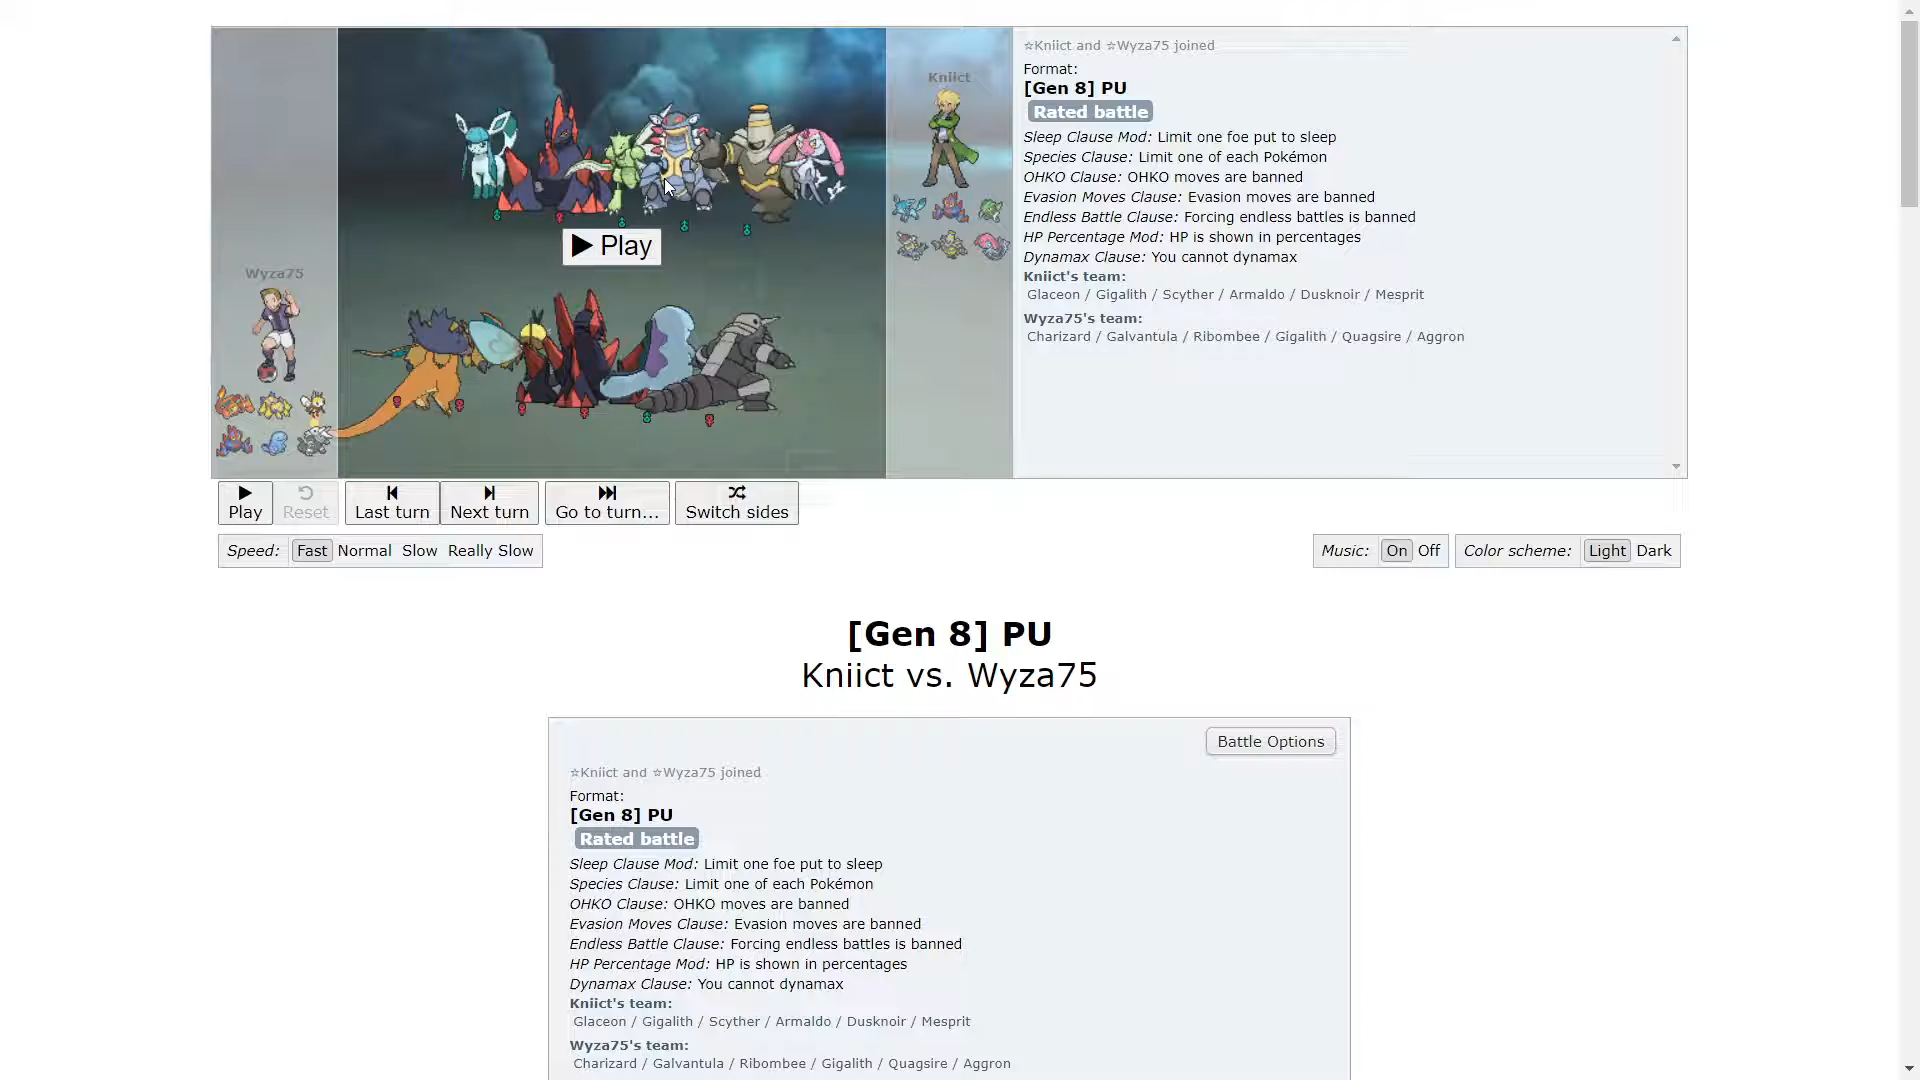 Wyza75
Kniict
▶ Play
☆Kniict and ☆Wyza75 joined
Format:
[Gen 8] PU
Rated battle
Sleep Clause Mod: Limit one foe put to sleep
Species Clause: Limit one of each Pokémon
OHKO Clause: OHKO moves are banned
Evasion Moves Clause: Evasion moves are banned
Endless Battle Clause: Forcing endless battles is banned
HP Percentage Mod: HP is shown in percentages
Dynamax Clause: You cannot dynamax
Kniict's team:
Glaceon / Gigalith / Scyther / Armaldo / Dusknoir / Mesprit
Wyza75's team:
Charizard / Galvantula / Ribombee / Gigalith / Quagsire / Aggron
Play Reset Last turn Next turn Go to turn... Switch sides
Speed: Fast Normal Slow Really Slow Music: On Off Color scheme: Light Dark
[Gen 8] PU
Kniict vs. Wyza75
Battle Options
☆Kniict and ☆Wyza75 joined
Format:
[Gen 8] PU
Rated battle
Sleep Clause Mod: Limit one foe put to sleep
Species Clause: Limit one of each Pokémon
OHKO Clause: OHKO moves are banned
Evasion Moves Clause: Evasion moves are banned
Endless Battle Clause: Forcing endless battles is banned
HP Percentage Mod: HP is shown in percentages
Dynamax Clause: You cannot dynamax
Kniict's team:
Glaceon / Gigalith / Scyther / Armaldo / Dusknoir / Mesprit
Wyza75's team:
Charizard / Galvantula / Ribombee / Gigalith / Quagsire / Aggron